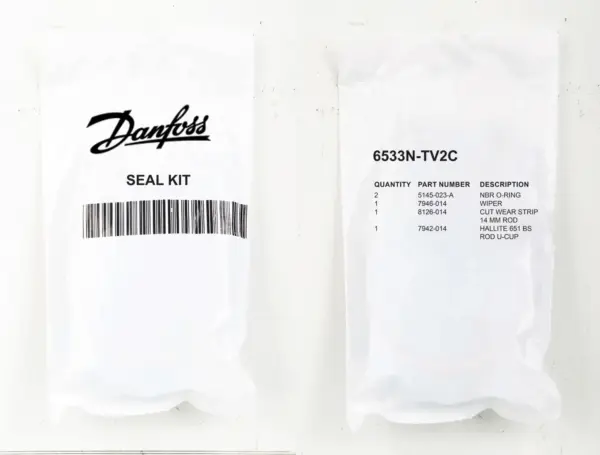 Danfoss
SEAL KIT
6533N-TV2C
QUANTITY PART NUMBER DESCRIPTION
2 5145-023-A NBR O-RING
1 7946-014 WIPER
1 8126-014 CUT WEAR STRIP
14 MM ROD
1 7942-014 HALLITE 651 BS
ROD U-CUP